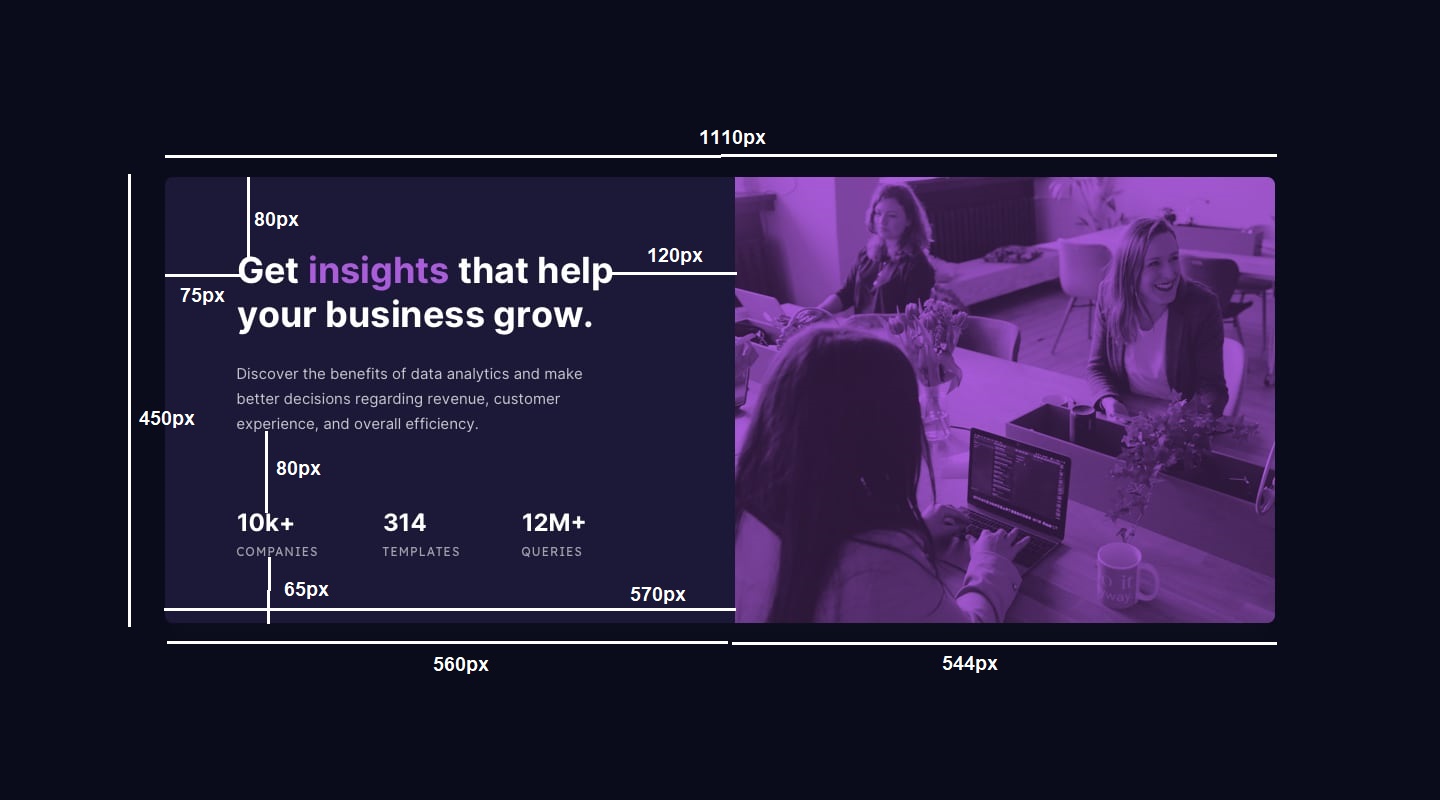 1110px
80px
Get insights that help
120px
75px
your business grow.
Discover the benefits of data analytics and make
better decisions regarding revenue, customer
experience, and overall efficiency.
450px
80px
10k+ 314 12M+
COMPANIES TEMPLATES QUERIES
65px
570px
560px
544px